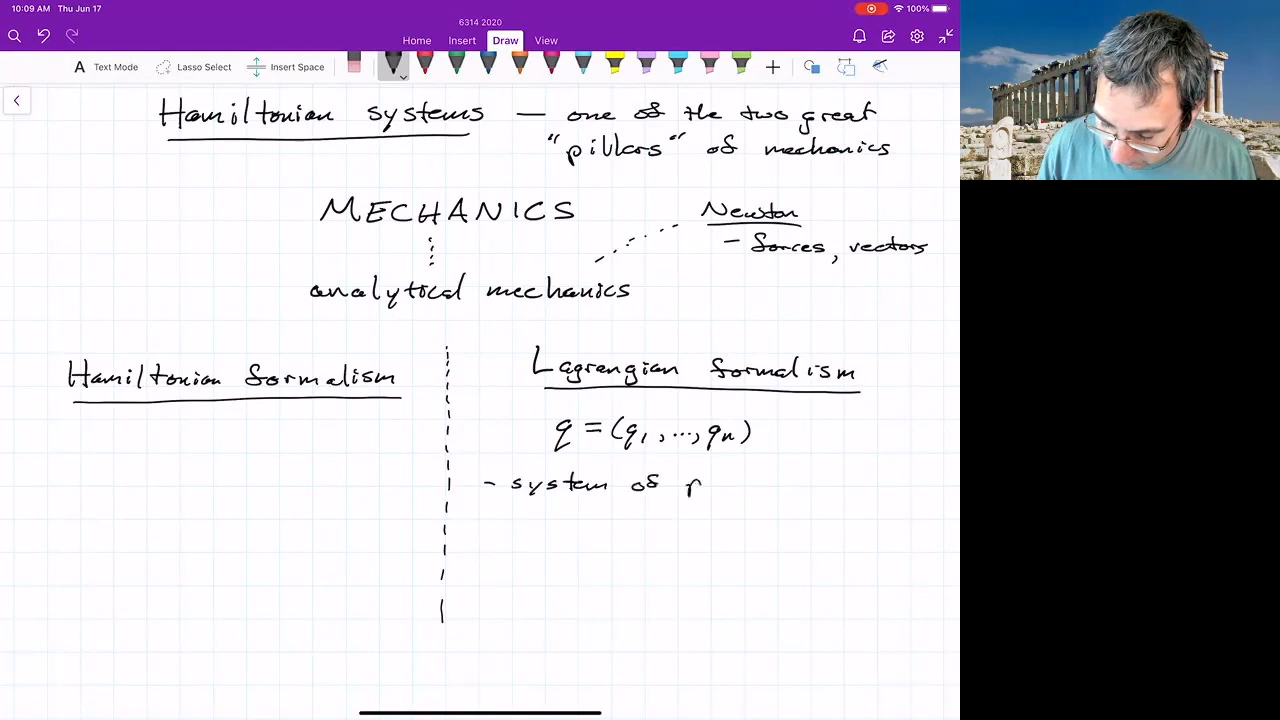 10:09 AM Thu Jun 17
100%
6314 2020
Home Insert Draw View
Text Mode Lasso Select Insert Space
Hamiltonian systems — one of the two great
"pillars" of mechanics
MECHANICS
Newton
- forces, vectors
analytical mechanics
Hamiltonian formalism
Lagrangian formalism
q = (q1, ..., qn)
- system of p